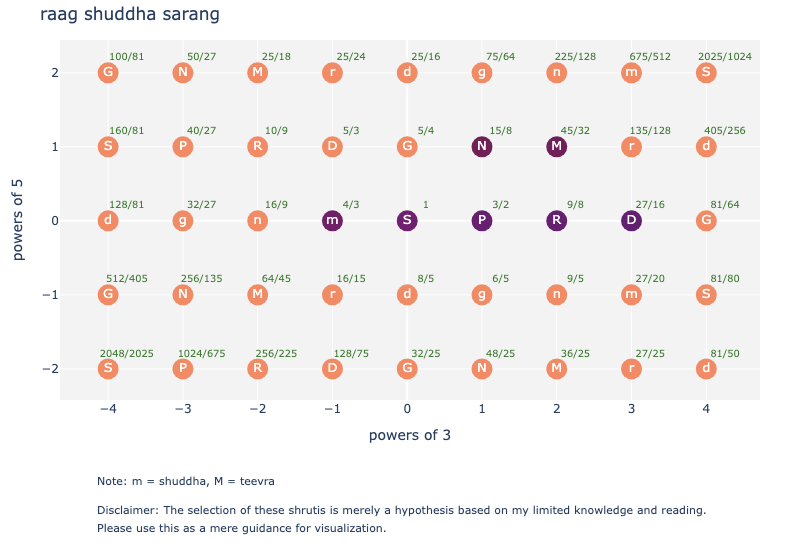 raag shuddha sarang
100/81 50/27 25/18 25/24 25/16 75/64 225/128 675/512 2025/1024
2 G N M r d g n m S
160/81 40/27 10/9 5/3 5/4 15/8 45/32 135/128 405/256
1 S P R D G N M r d
128/81 32/27 16/9 4/3 1 3/2 9/8 27/16 81/64
0 d g n m S P R D G
512/405 256/135 64/45 16/15 8/5 6/5 9/5 27/20 81/80
−1 G N M r d g n m S
2048/2025 1024/675 256/225 128/75 32/25 48/25 36/25 27/25 81/50
−2 S P R D G N M r d
−4 −3 −2 −1 0 1 2 3 4
powers of 5
powers of 3
Note: m = shuddha, M = teevra
Disclaimer: The selection of these shrutis is merely a hypothesis based on my limited knowledge and reading.
Please use this as a mere guidance for visualization.